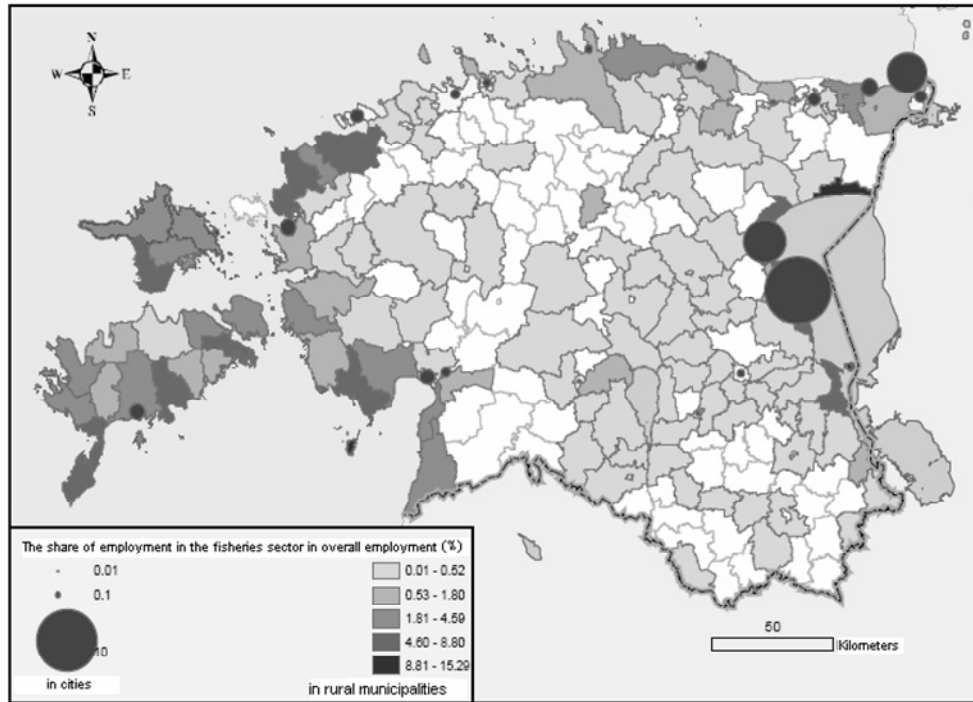 N
W E
S
The share of employment in the fisheries sector in overall employment (%)
0.01
0.1
10
in cities
0.01 - 0.52
0.53 - 1.80
1.81 - 4.59
4.60 - 8.80
8.81 - 15.29
in rural municipalities
50
Kilometers